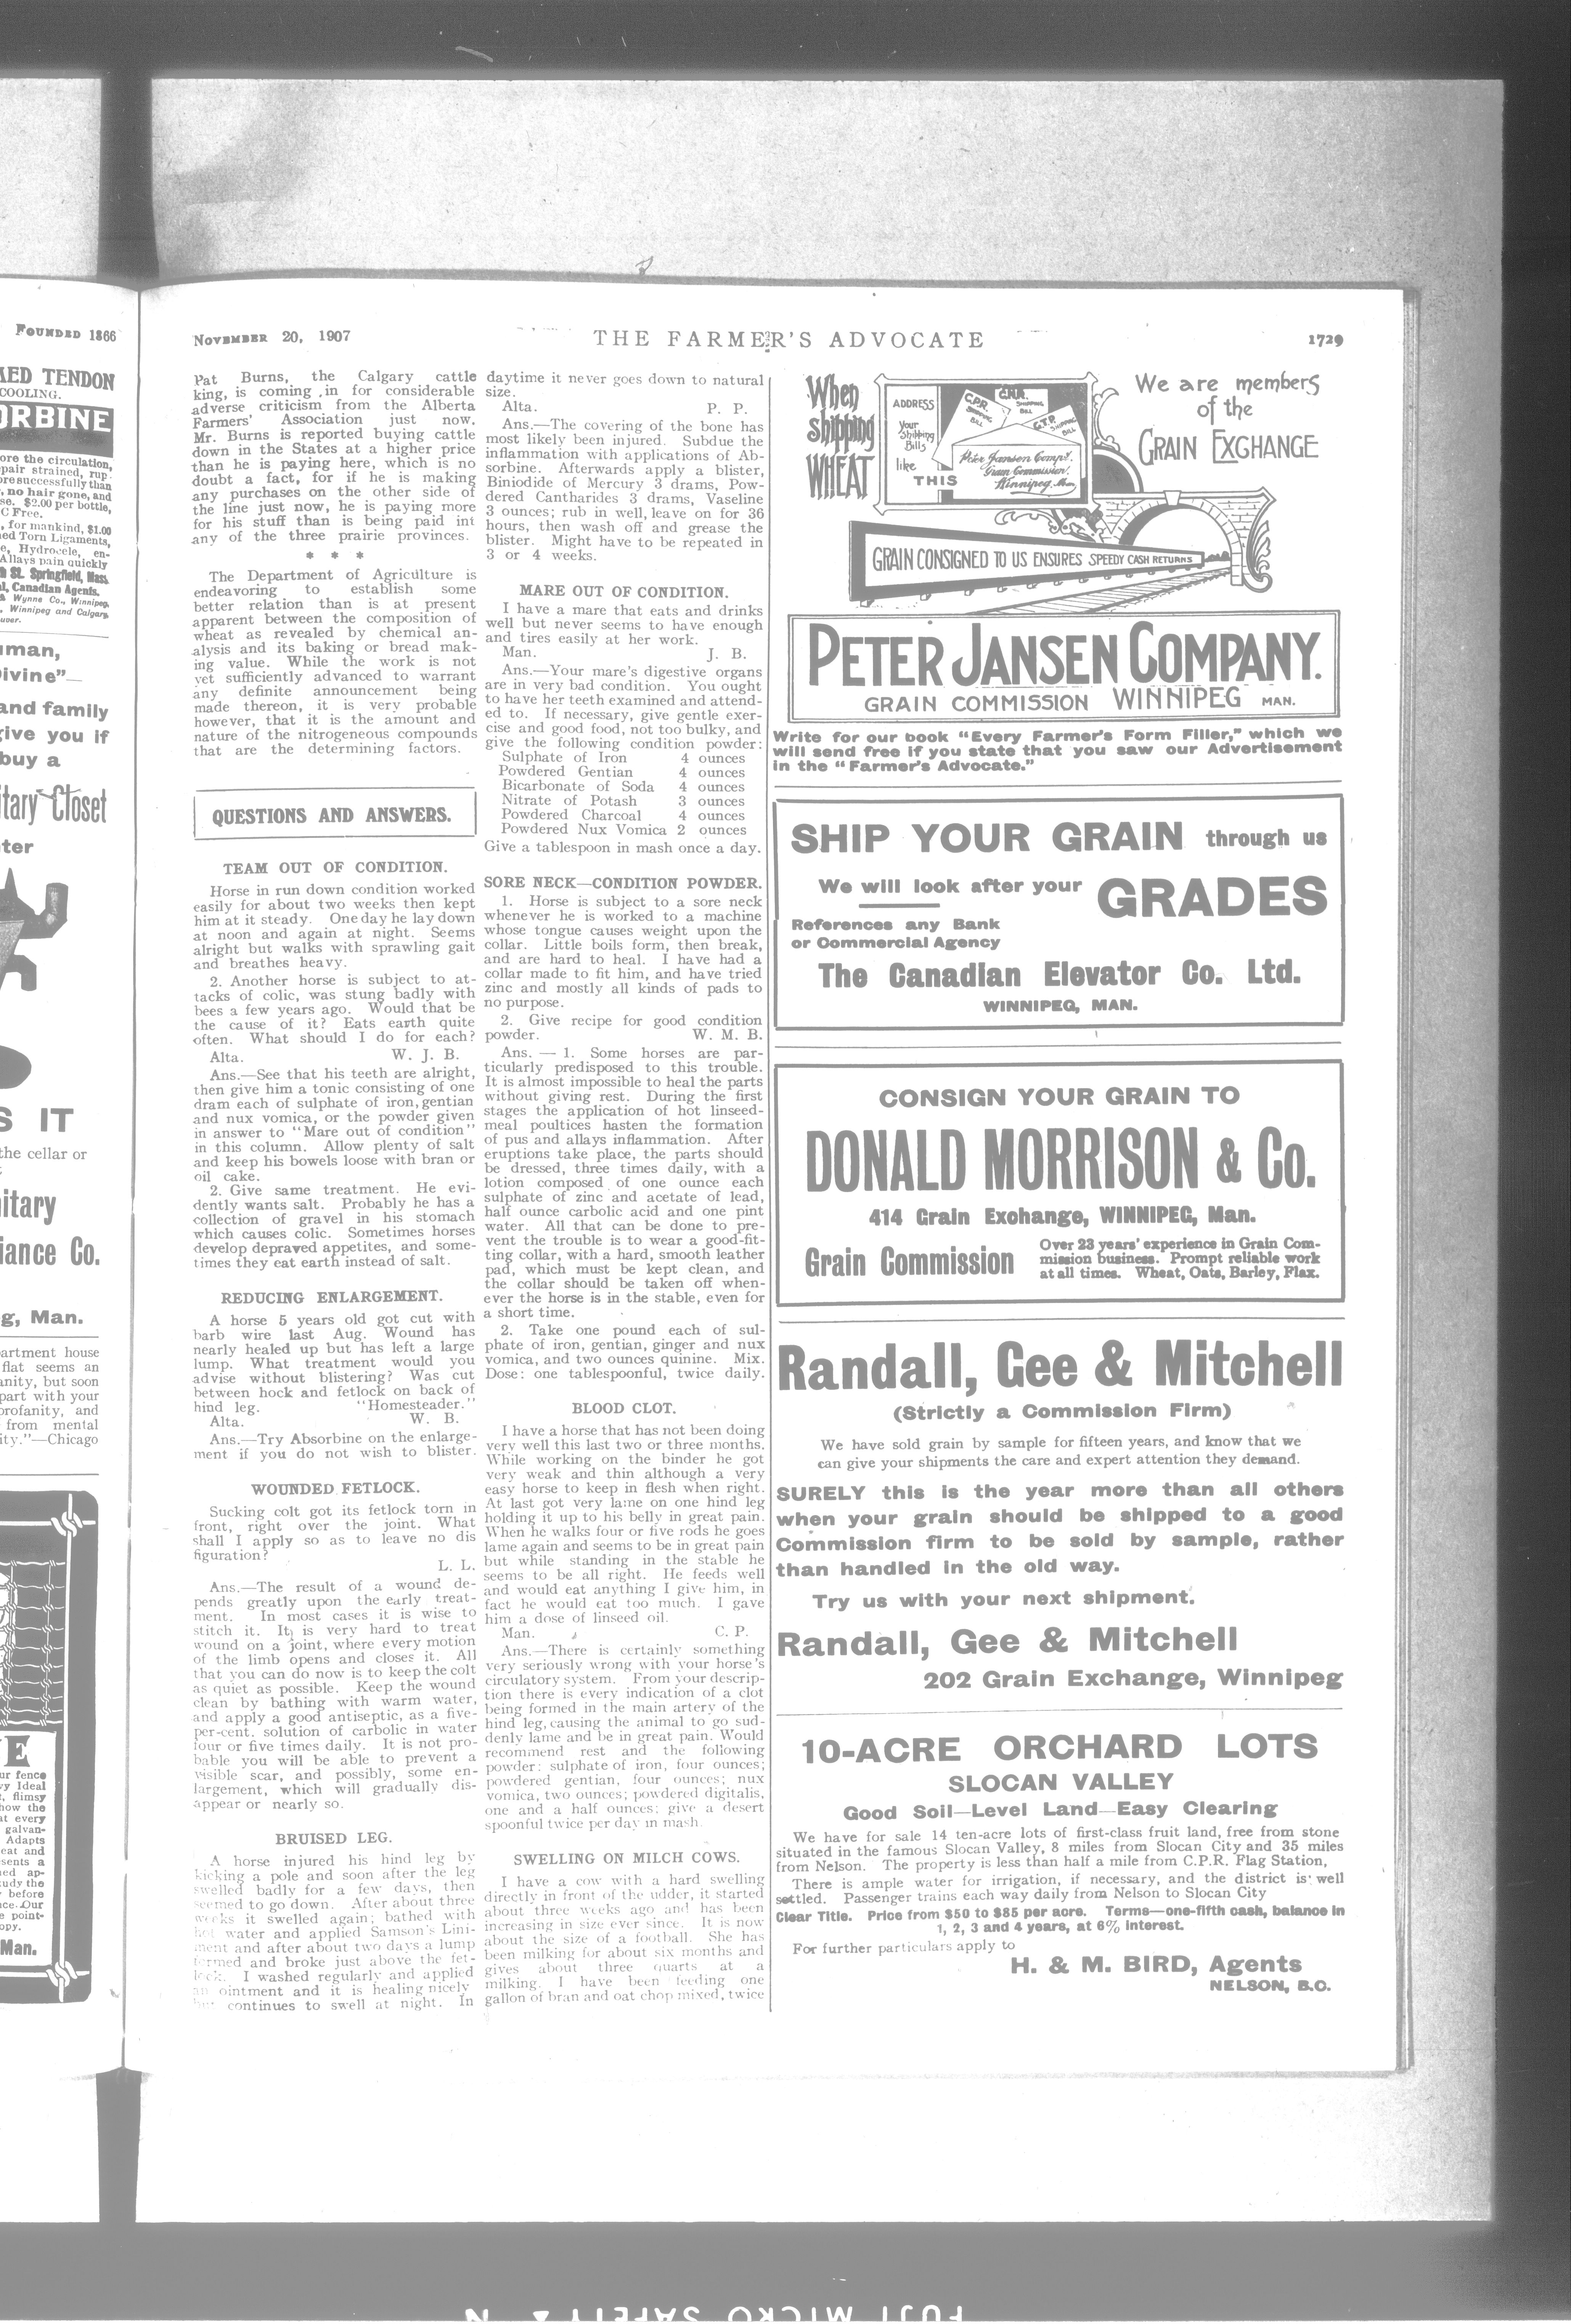 FOUNDED 1866
ORBINE
COOLING.
NOVEMBER 20, 1907
THE FARMER'S ADVOCATE
1729
Pat Burns, the Calgary cattle
king, is coming in for considerable
adverse criticism from the Alberta
Farmers' Association just now.
Mr. Burns is reported buying cattle
down in the States at a higher price
than he is paying here, which is no
doubt a fact, for if he is making
any purchases on the other side of
the line just now, he is paying more
for his stuff than is being paid int
any of the three prairie provinces.
* * *
The Department of Agriculture is
endeavoring to establish some
better relation than is at present
apparent between the composition of
wheat as revealed by chemical an-
alysis and its baking or bread mak-
ing value. While the work is not
yet sufficiently advanced to warrant
any definite announcement being
made thereon, it is very probable
however, that it is the amount and
nature of the nitrogeneous compounds
that are the determining factors.
QUESTIONS AND ANSWERS.
TEAM OUT OF CONDITION.
Horse in run down condition worked
easily for about two weeks then kept
him at it steady. One day he lay down
at noon and again at night. Seems
alright but walks with sprawling gait
and breathes heavy.
2. Another horse is subject to at-
tacks of colic, was stung badly with
bees a few years ago. Would that be
the cause of it? Eats earth quite
often. What should I do for each?
Alta. W. J. B.
Ans.—See that his teeth are alright,
then give him a tonic consisting of one
dram each of sulphate of iron, gentian
and nux vomica, or the powder given
in answer to "Mare out of condition"
in this column. Allow plenty of salt
and keep his bowels loose with bran or
oil cake.
2. Give same treatment. He evi-
dently wants salt. Probably he has a
collection of gravel in his stomach
which causes colic. Sometimes horses
develop depraved appetites, and some-
times they eat earth instead of salt.
REDUCING ENLARGEMENT.
A horse 5 years old got cut with
barb wire last Aug. Wound has
nearly healed up but has left a large
lump. What treatment would you
advise without blistering? Was cut
between hock and fetlock on back of
hind leg. "Homesteader."
Alta. W. B.
Ans.—Try Absorbine on the enlarge-
ment if you do not wish to blister.
WOUNDED FETLOCK.
Sucking colt got its fetlock torn in
front, right over the joint. What
shall I apply so as to leave no dis
figuration?
L. L.
Ans.—The result of a wound de-
pends greatly upon the early treat-
ment. In most cases it is wise to
stitch it. It is very hard to treat
wound on a joint, where every motion
of the limb opens and closes it. All
that you can do now is to keep the colt
as quiet as possible. Keep the wound
clean by bathing with warm water,
and apply a good antiseptic, as a five-
per-cent. solution of carbolic in water
four or five times daily. It is not pro-
bable you will be able to prevent a
visible scar, and possibly, some en-
largement, which will gradually dis-
appear or nearly so.
BRUISED LEG.
A horse injured his hind leg by
kicking a pole and soon after the leg
swelled badly for a few days, then
seemed to go down. After about three
weeks it swelled again; bathed with
hot water and applied Samson's Lini-
ment and after about two days a lump
formed and broke just above the fet-
lock. I washed regularly and applied
an ointment and it is healing nicely
but continues to swell at night. In
daytime it never goes down to natural
size.
Alta. P. P.
Ans.—The covering of the bone has
most likely been injured. Subdue the
inflammation with applications of Ab-
sorbine. Afterwards apply a blister,
Biniodide of Mercury 3 drams, Pow-
dered Cantharides 3 drams, Vaseline
3 ounces; rub in well, leave on for 36
hours, then wash off and grease the
blister. Might have to be repeated in
3 or 4 weeks.
MARE OUT OF CONDITION.
I have a mare that eats and drinks
well but never seems to have enough
and tires easily at her work.
Man. J. B.
Ans.—Your mare's digestive organs
are in very bad condition. You ought
to have her teeth examined and attend-
ed to. If necessary, give gentle exer-
cise and good food, not too bulky, and
give the following condition powder:
Sulphate of Iron 4 ounces
Powdered Gentian 4 ounces
Bicarbonate of Soda 4 ounces
Nitrate of Potash 3 ounces
Powdered Charcoal 4 ounces
Powdered Nux Vomica 2 ounces
Give a tablespoon in mash once a day.
SORE NECK—CONDITION POWDER.
1. Horse is subject to a sore neck
whenever he is worked to a machine
whose tongue causes weight upon the
collar. Little boils form, then break,
and are hard to heal. I have had a
collar made to fit him, and have tried
zinc and mostly all kinds of pads to
no purpose.
2. Give recipe for good condition
powder. W. M. B.
Ans. — 1. Some horses are par-
ticularly predisposed to this trouble.
It is almost impossible to heal the parts
without giving rest. During the first
stages the application of hot linseed-
meal poultices hasten the formation
of pus and allays inflammation. After
eruptions take place, the parts should
be dressed, three times daily, with a
lotion composed of one ounce each
sulphate of zinc and acetate of lead,
half ounce carbolic acid and one pint
water. All that can be done to pre-
vent the trouble is to wear a good-fit-
ting collar, with a hard, smooth leather
pad, which must be kept clean, and
the collar should be taken off when-
ever the horse is in the stable, even for
a short time.
2. Take one pound each of sul-
phate of iron, gentian, ginger and nux
vomica, and two ounces quinine. Mix.
Dose: one tablespoonful, twice daily.
BLOOD CLOT.
I have a horse that has not been doing
very well this last two or three months.
While working on the binder he got
very weak and thin although a very
easy horse to keep in flesh when right.
At last got very lame on one hind leg
holding it up to his belly in great pain.
When he walks four or five rods he goes
lame again and seems to be in great pain
but while standing in the stable he
seems to be all right. He feeds well
and would eat anything I give him, in
fact he would eat too much. I gave
him a dose of linseed oil.
Man. C. P.
Ans.—There is certainly something
very seriously wrong with your horse's
circulatory system. From your descrip-
tion there is every indication of a clot
being formed in the main artery of the
hind leg, causing the animal to go sud-
denly lame and be in great pain. Would
recommend rest and the following
powder: sulphate of iron, four ounces;
powdered gentian, four ounces; nux
vomica, two ounces; powdered digitalis,
one and a half ounces; give a desert
spoonful twice per day in mash.
SWELLING ON MILCH COWS.
I have a cow with a hard swelling
directly in front of the udder, it started
about three weeks ago and has been
increasing in size ever since. It is now
about the size of a football. She has
been milking for about six months and
gives about three quarts at a
milking. I have been feeding one
gallon of bran and oat chop mixed, twice
When
shipping
WHEAT
ADDRESS
Your
Shipping
Bills
like
THIS
C.P.R.
SHIPPING
BILL
C.N.R.
SHIPPING
BILL
G.T.P.
SHIPPING
BILL
Peter Jansen Compy.
Grain Commission
Winnipeg Man
We are members
of the
GRAIN EXCHANGE
GRAIN CONSIGNED TO US ENSURES SPEEDY CASH RETURNS
PETER JANSEN COMPANY.
GRAIN COMMISSION WINNIPEG MAN.
Write for our book "Every Farmer's Form Filler," which we
will send free if you state that you saw our Advertisement
in the "Farmer's Advocate."
SHIP YOUR GRAIN through us
We will look after your GRADES
References any Bank
or Commercial Agency
The Canadian Elevator Co. Ltd.
WINNIPEG, MAN.
CONSIGN YOUR GRAIN TO
DONALD MORRISON & Co.
414 Grain Exchange, WINNIPEG, Man.
Grain Commission
Over 23 years' experience in Grain Com-
mission business. Prompt reliable work
at all times. Wheat, Oats, Barley, Flax.
Randall, Gee & Mitchell
(Strictly a Commission Firm)
We have sold grain by sample for fifteen years, and know that we
can give your shipments the care and expert attention they demand.
SURELY this is the year more than all others
when your grain should be shipped to a good
Commission firm to be sold by sample, rather
than handled in the old way.
Try us with your next shipment.
Randall, Gee & Mitchell
202 Grain Exchange, Winnipeg
10-ACRE ORCHARD LOTS
SLOCAN VALLEY
Good Soil—Level Land—Easy Clearing
We have for sale 14 ten-acre lots of first-class fruit land, free from stone
situated in the famous Slocan Valley, 8 miles from Slocan City and 35 miles
from Nelson. The property is less than half a mile from C.P.R. Flag Station,
There is ample water for irrigation, if necessary, and the district is well
settled. Passenger trains each way daily from Nelson to Slocan City
Clear Title. Price from $50 to $85 per acre. Terms—one-fifth cash, balance in
1, 2, 3 and 4 years, at 6% interest.
For further particulars apply to
H. & M. BIRD, Agents
NELSON, B.C.